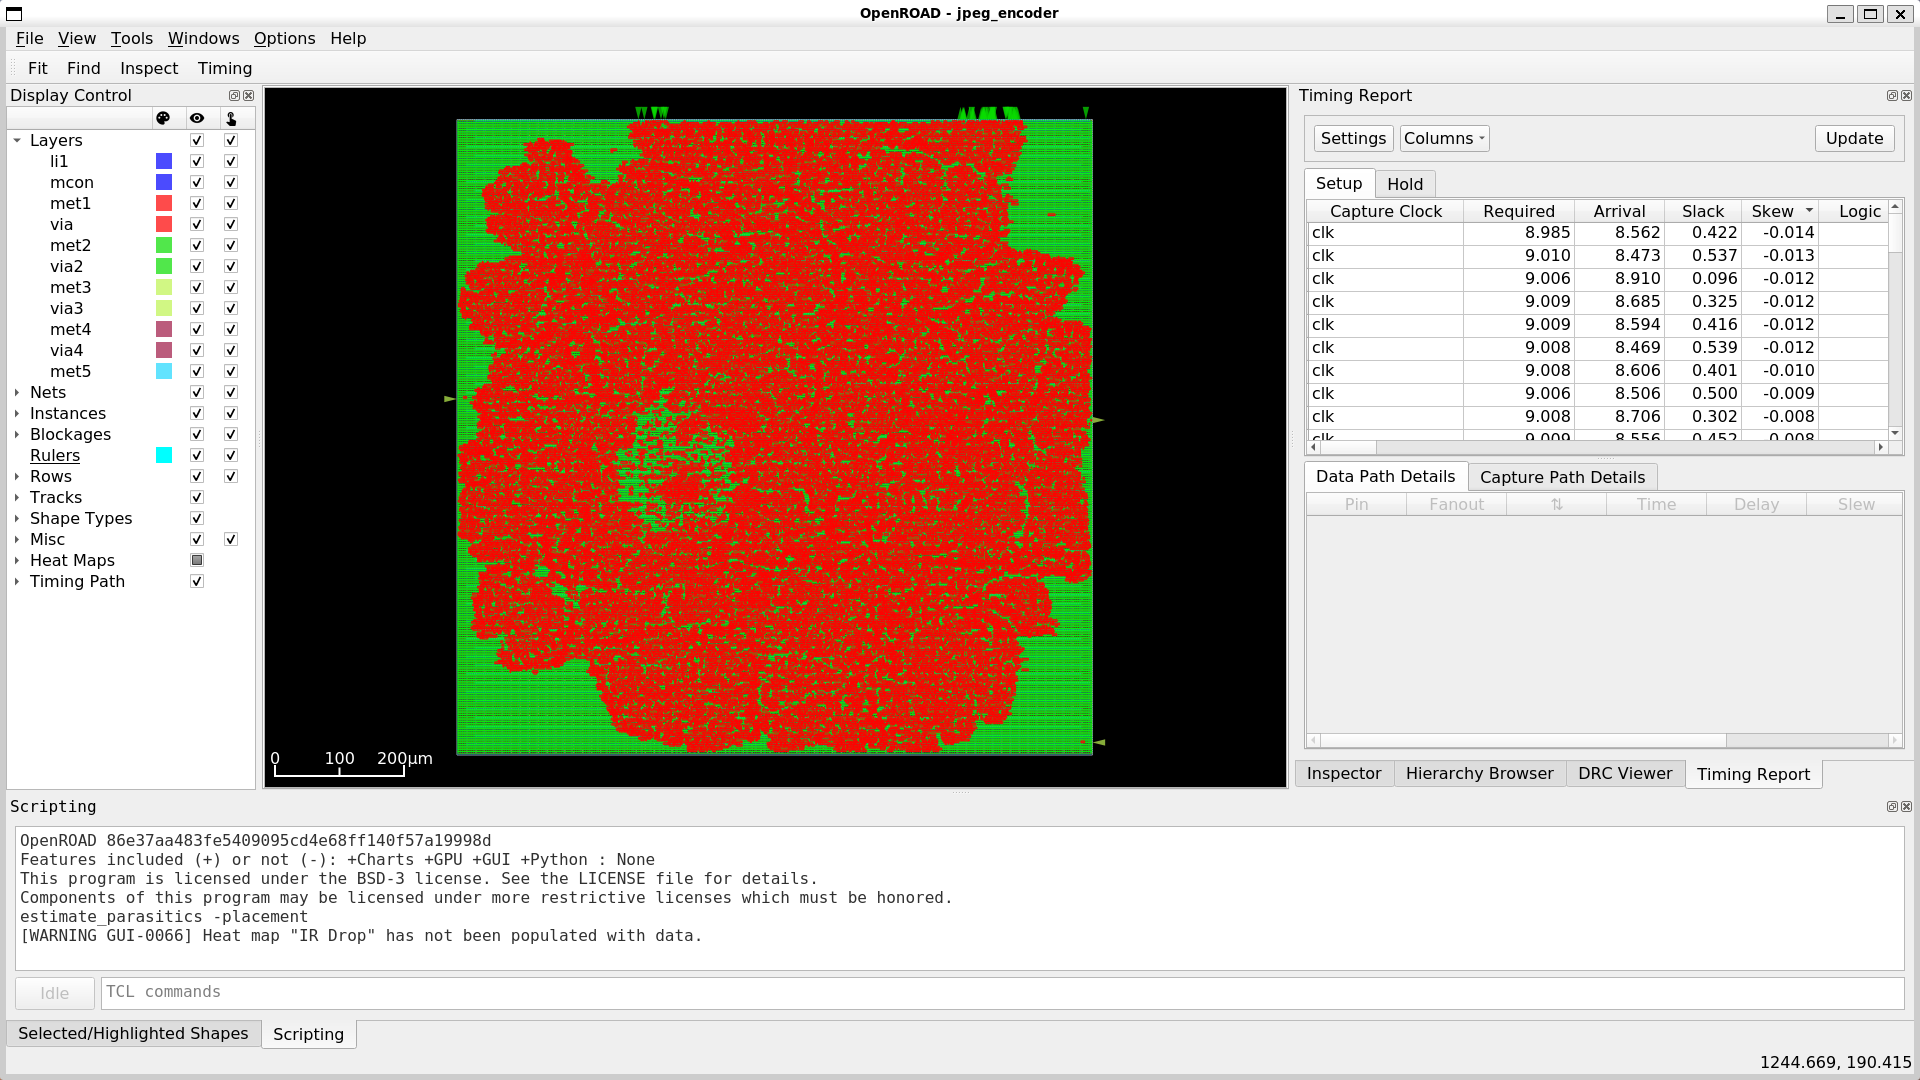 OpenROAD - jpeg_encoder
File View Tools Windows Options Help
Fit Find Inspect Timing
Display Control
Layers
li1
mcon
met1
via
met2
via2
met3
via3
met4
via4
met5
Nets
Instances
Blockages
Rulers
Rows
Tracks
Shape Types
Misc
Heat Maps
Timing Path
0 100 200μm
Timing Report
Settings Columns Update
Setup Hold
Capture Clock Required Arrival Slack Skew Logic
clk 8.985 8.562 0.422 -0.014
clk 9.010 8.473 0.537 -0.013
clk 9.006 8.910 0.096 -0.012
clk 9.009 8.685 0.325 -0.012
clk 9.009 8.594 0.416 -0.012
clk 9.008 8.469 0.539 -0.012
clk 9.008 8.606 0.401 -0.010
clk 9.006 8.506 0.500 -0.009
clk 9.008 8.706 0.302 -0.008
clk 9.009 8.556 0.452 -0.008
Data Path Details Capture Path Details
Pin Fanout ⇅ Time Delay Slew
Inspector Hierarchy Browser DRC Viewer Timing Report
Scripting
OpenROAD 86e37aa483fe5409095cd4e68ff140f57a19998d
Features included (+) or not (-): +Charts +GPU +GUI +Python : None
This program is licensed under the BSD-3 license. See the LICENSE file for details.
Components of this program may be licensed under more restrictive licenses which must be honored.
estimate_parasitics -placement
[WARNING GUI-0066] Heat map "IR Drop" has not been populated with data.
Idle TCL commands
Selected/Highlighted Shapes Scripting
1244.669, 190.415